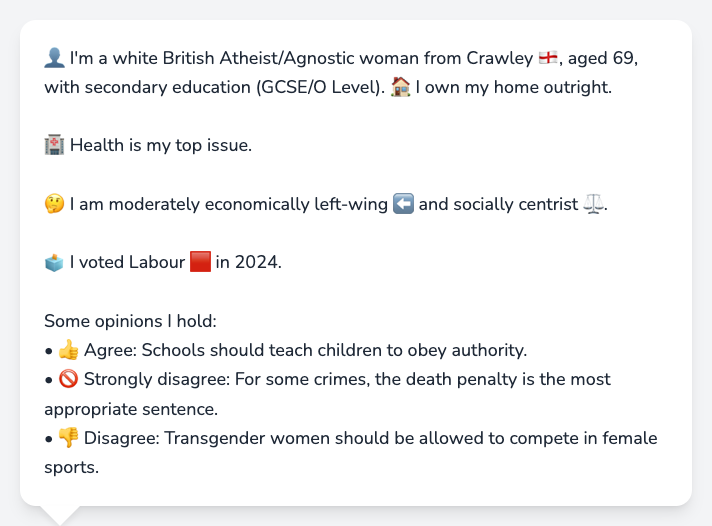 👤 I'm a white British Atheist/Agnostic woman from Crawley 🏴󠁧󠁢󠁥󠁮󠁧󠁿, aged 69,
with secondary education (GCSE/O Level). 🏠 I own my home outright.
🏥 Health is my top issue.
🤔 I am moderately economically left-wing ⬅️ and socially centrist ⚖️.
🗳️ I voted Labour 🟥 in 2024.
Some opinions I hold:
• 👍 Agree: Schools should teach children to obey authority.
• 🚫 Strongly disagree: For some crimes, the death penalty is the most
appropriate sentence.
• 👎 Disagree: Transgender women should be allowed to compete in female
sports.